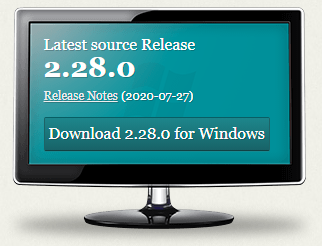 Latest source Release
2.28.0
Release Notes (2020-07-27)
Download 2.28.0 for Windows